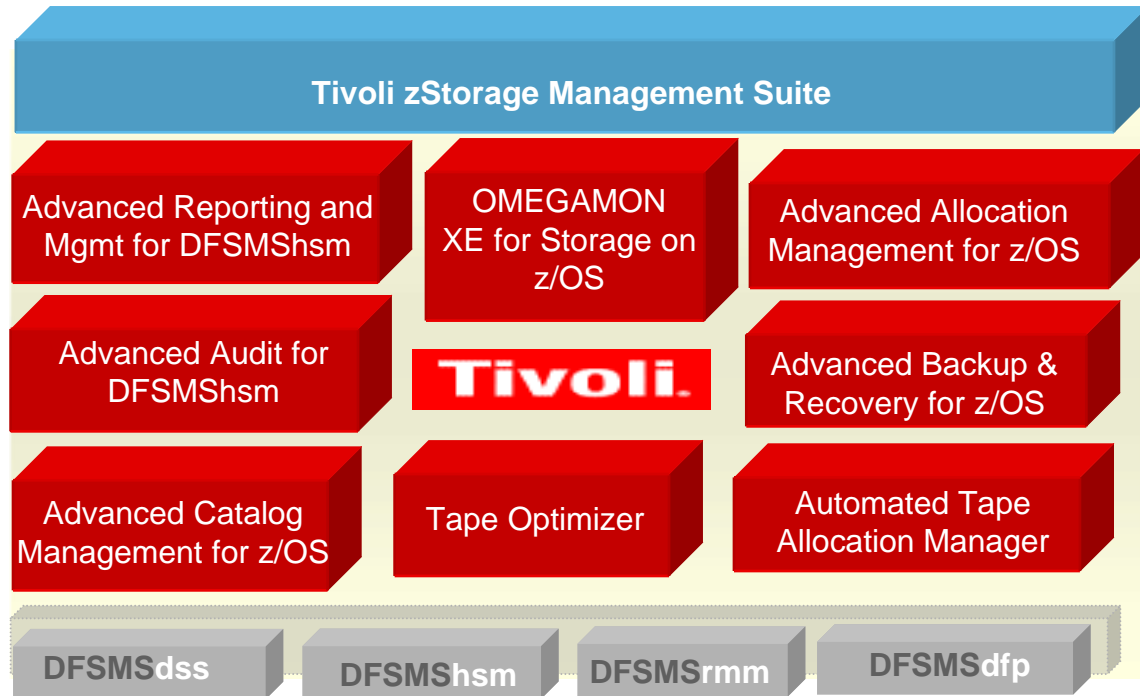 Tivoli zStorage Management Suite
Advanced Reporting and
Mgmt for DFSMShsm
OMEGAMON
XE for Storage on
z/OS
Advanced Allocation
Management for z/OS
Advanced Audit for
DFSMShsm
Tivoli.
Advanced Backup &
Recovery for z/OS
Advanced Catalog
Management for z/OS
Tape Optimizer
Automated Tape
Allocation Manager
DFSMSdss
DFSMShsm
DFSMSrmm
DFSMSdfp